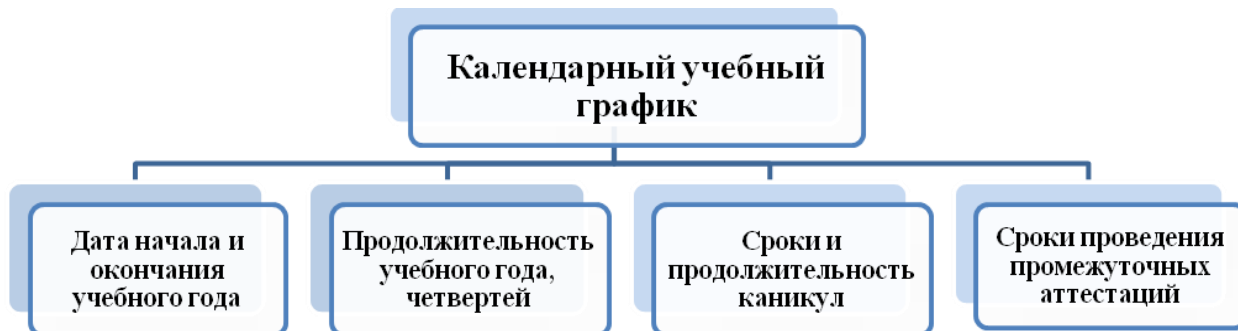 Календарный учебный
график
Дата начала и
окончания
учебного года
Продолжительность
учебного года,
четвертей
Сроки и
продолжительность
каникул
Сроки проведения
промежуточных
аттестаций